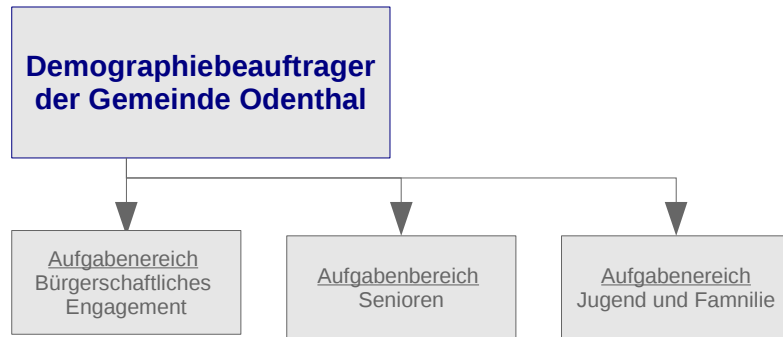 Demographiebeauftrager
der Gemeinde Odenthal
Aufgabenereich
Bürgerschaftliches
Engagement
Aufgabenbereich
Senioren
Aufgabenereich
Jugend und Famnilie